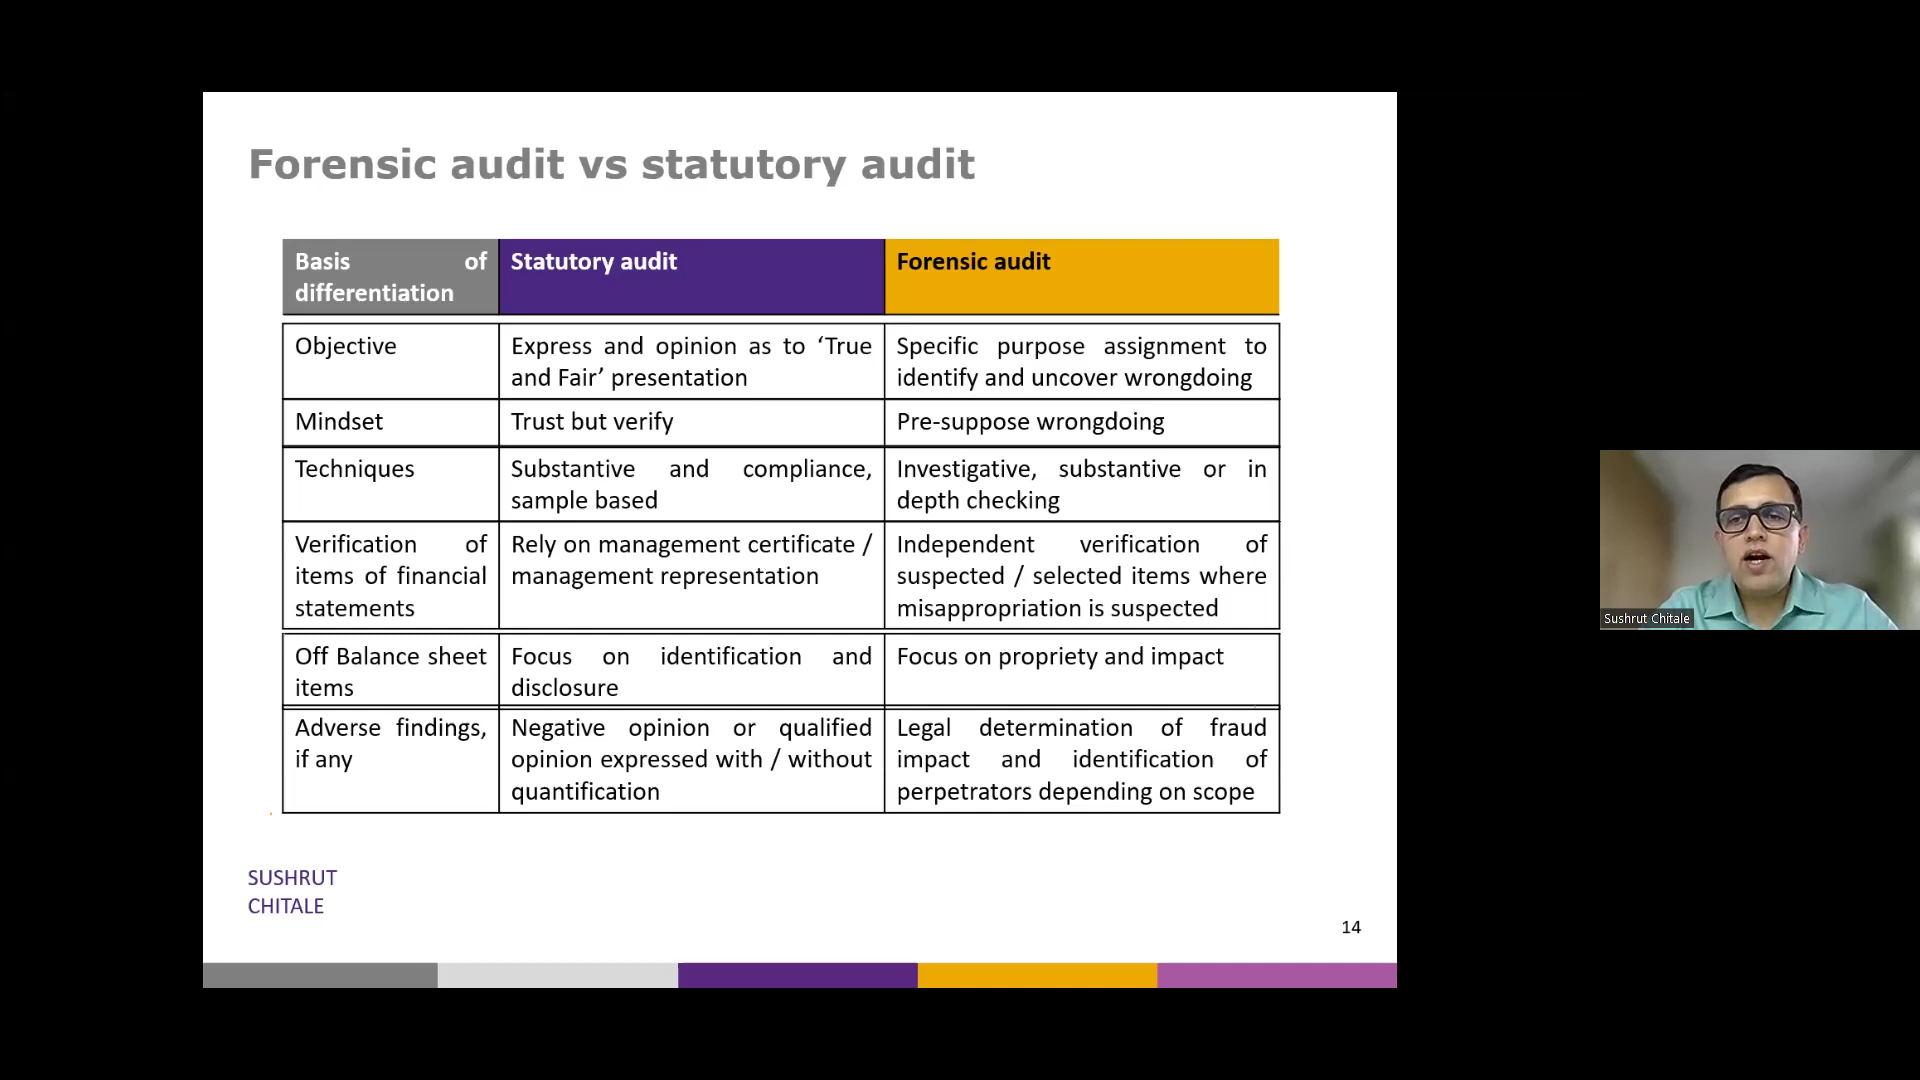 Forensic audit vs statutory audit
Basis of
differentiation
Statutory audit
Forensic audit
Objective
Express and opinion as to ‘True
and Fair’ presentation
Specific purpose assignment to
identify and uncover wrongdoing
Mindset
Trust but verify
Pre-suppose wrongdoing
Techniques
Substantive and compliance,
sample based
Investigative, substantive or in
depth checking
Verification of
items of financial
statements
Rely on management certificate /
management representation
Independent verification of
suspected / selected items where
misappropriation is suspected
Off Balance sheet
items
Focus on identification and
disclosure
Focus on propriety and impact
Adverse findings,
if any
Negative opinion or qualified
opinion expressed with / without
quantification
Legal determination of fraud
impact and identification of
perpetrators depending on scope
SUSHRUT
CHITALE
14
Sushrut Chitale